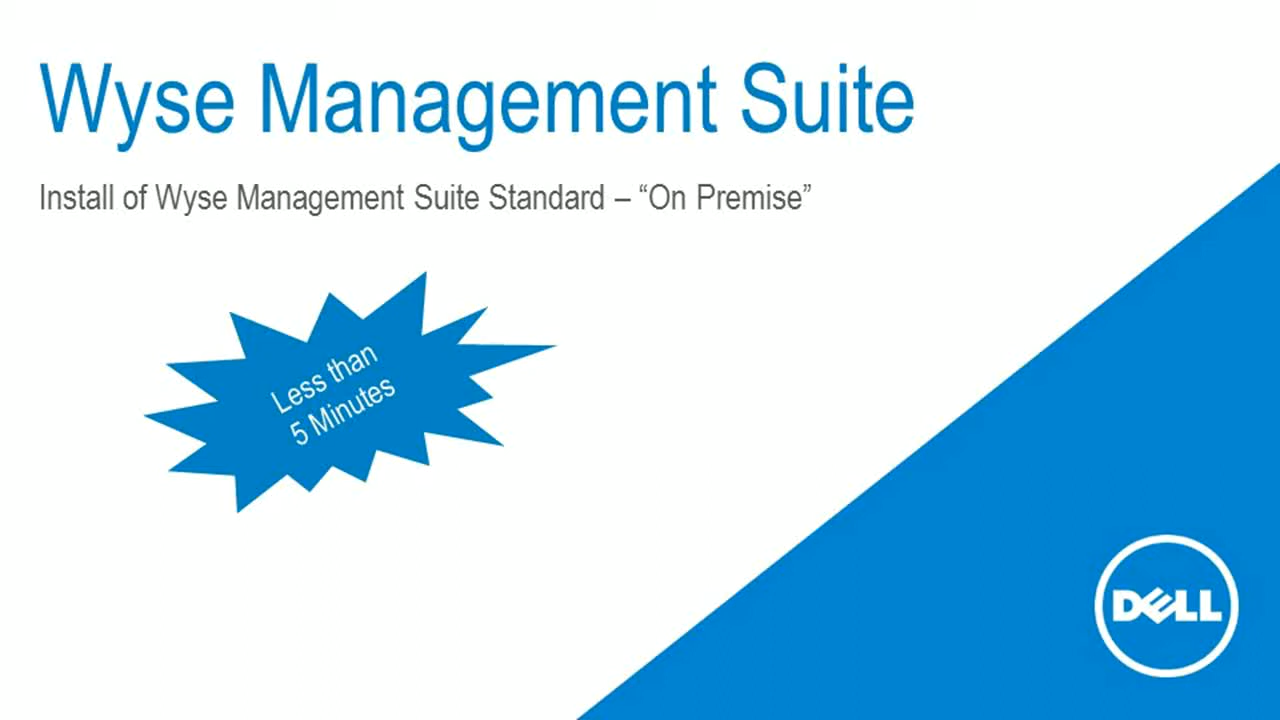 Wyse Management Suite
Install of Wyse Management Suite Standard – “On Premise”
Less than
5 Minutes
DELL